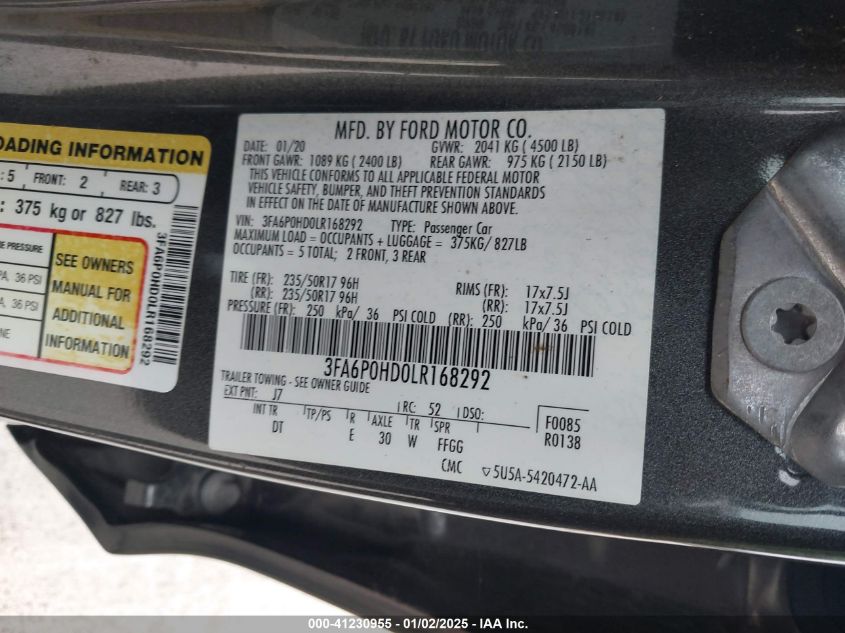 OADING INFORMATION
: 5 FRONT: 2 REAR: 3
: 375 kg or 827 lbs.
E PRESSURE
PA, 36 PSI
PA, 36 PSI
NE
SEE OWNERS
MANUAL FOR
ADDITIONAL
INFORMATION
3FA6P0HD0LR168292
MFD. BY FORD MOTOR CO.
DATE: 01/20 GVWR: 2041 KG ( 4500 LB)
FRONT GAWR: 1089 KG ( 2400 LB) REAR GAWR: 975 KG ( 2150 LB)
THIS VEHICLE CONFORMS TO ALL APPLICABLE FEDERAL MOTOR
VEHICLE SAFETY, BUMPER, AND THEFT PREVENTION STANDARDS
IN EFFECT ON THE DATE OF MANUFACTURE SHOWN ABOVE.
VIN: 3FA6P0HD0LR168292 TYPE: Passenger Car
MAXIMUM LOAD = OCCUPANTS + LUGGAGE = 375KG/ 827LB
OCCUPANTS = 5 TOTAL; 2 FRONT, 3 REAR
TIRE (FR): 235/50R17 96H RIMS (FR): 17x7.5J
(RR): 235/50R17 96H (RR): 17x7.5J
PRESSURE (FR): 250 kPa/ 36 PSI COLD (RR): 250 kPa/ 36 PSI COLD
3FA6P0HD0LR168292
TRAILER TOWING - SEE OWNER GUIDE
EXT PNT: J7 RC: 52 DSO: F0085
INT TR TP/PS R AXLE TR SPR R0138
DT E 30 W FFGG
CMC 5U5A-5420472-AA
000-41230955 | 01/02/2025 | IAA Inc.